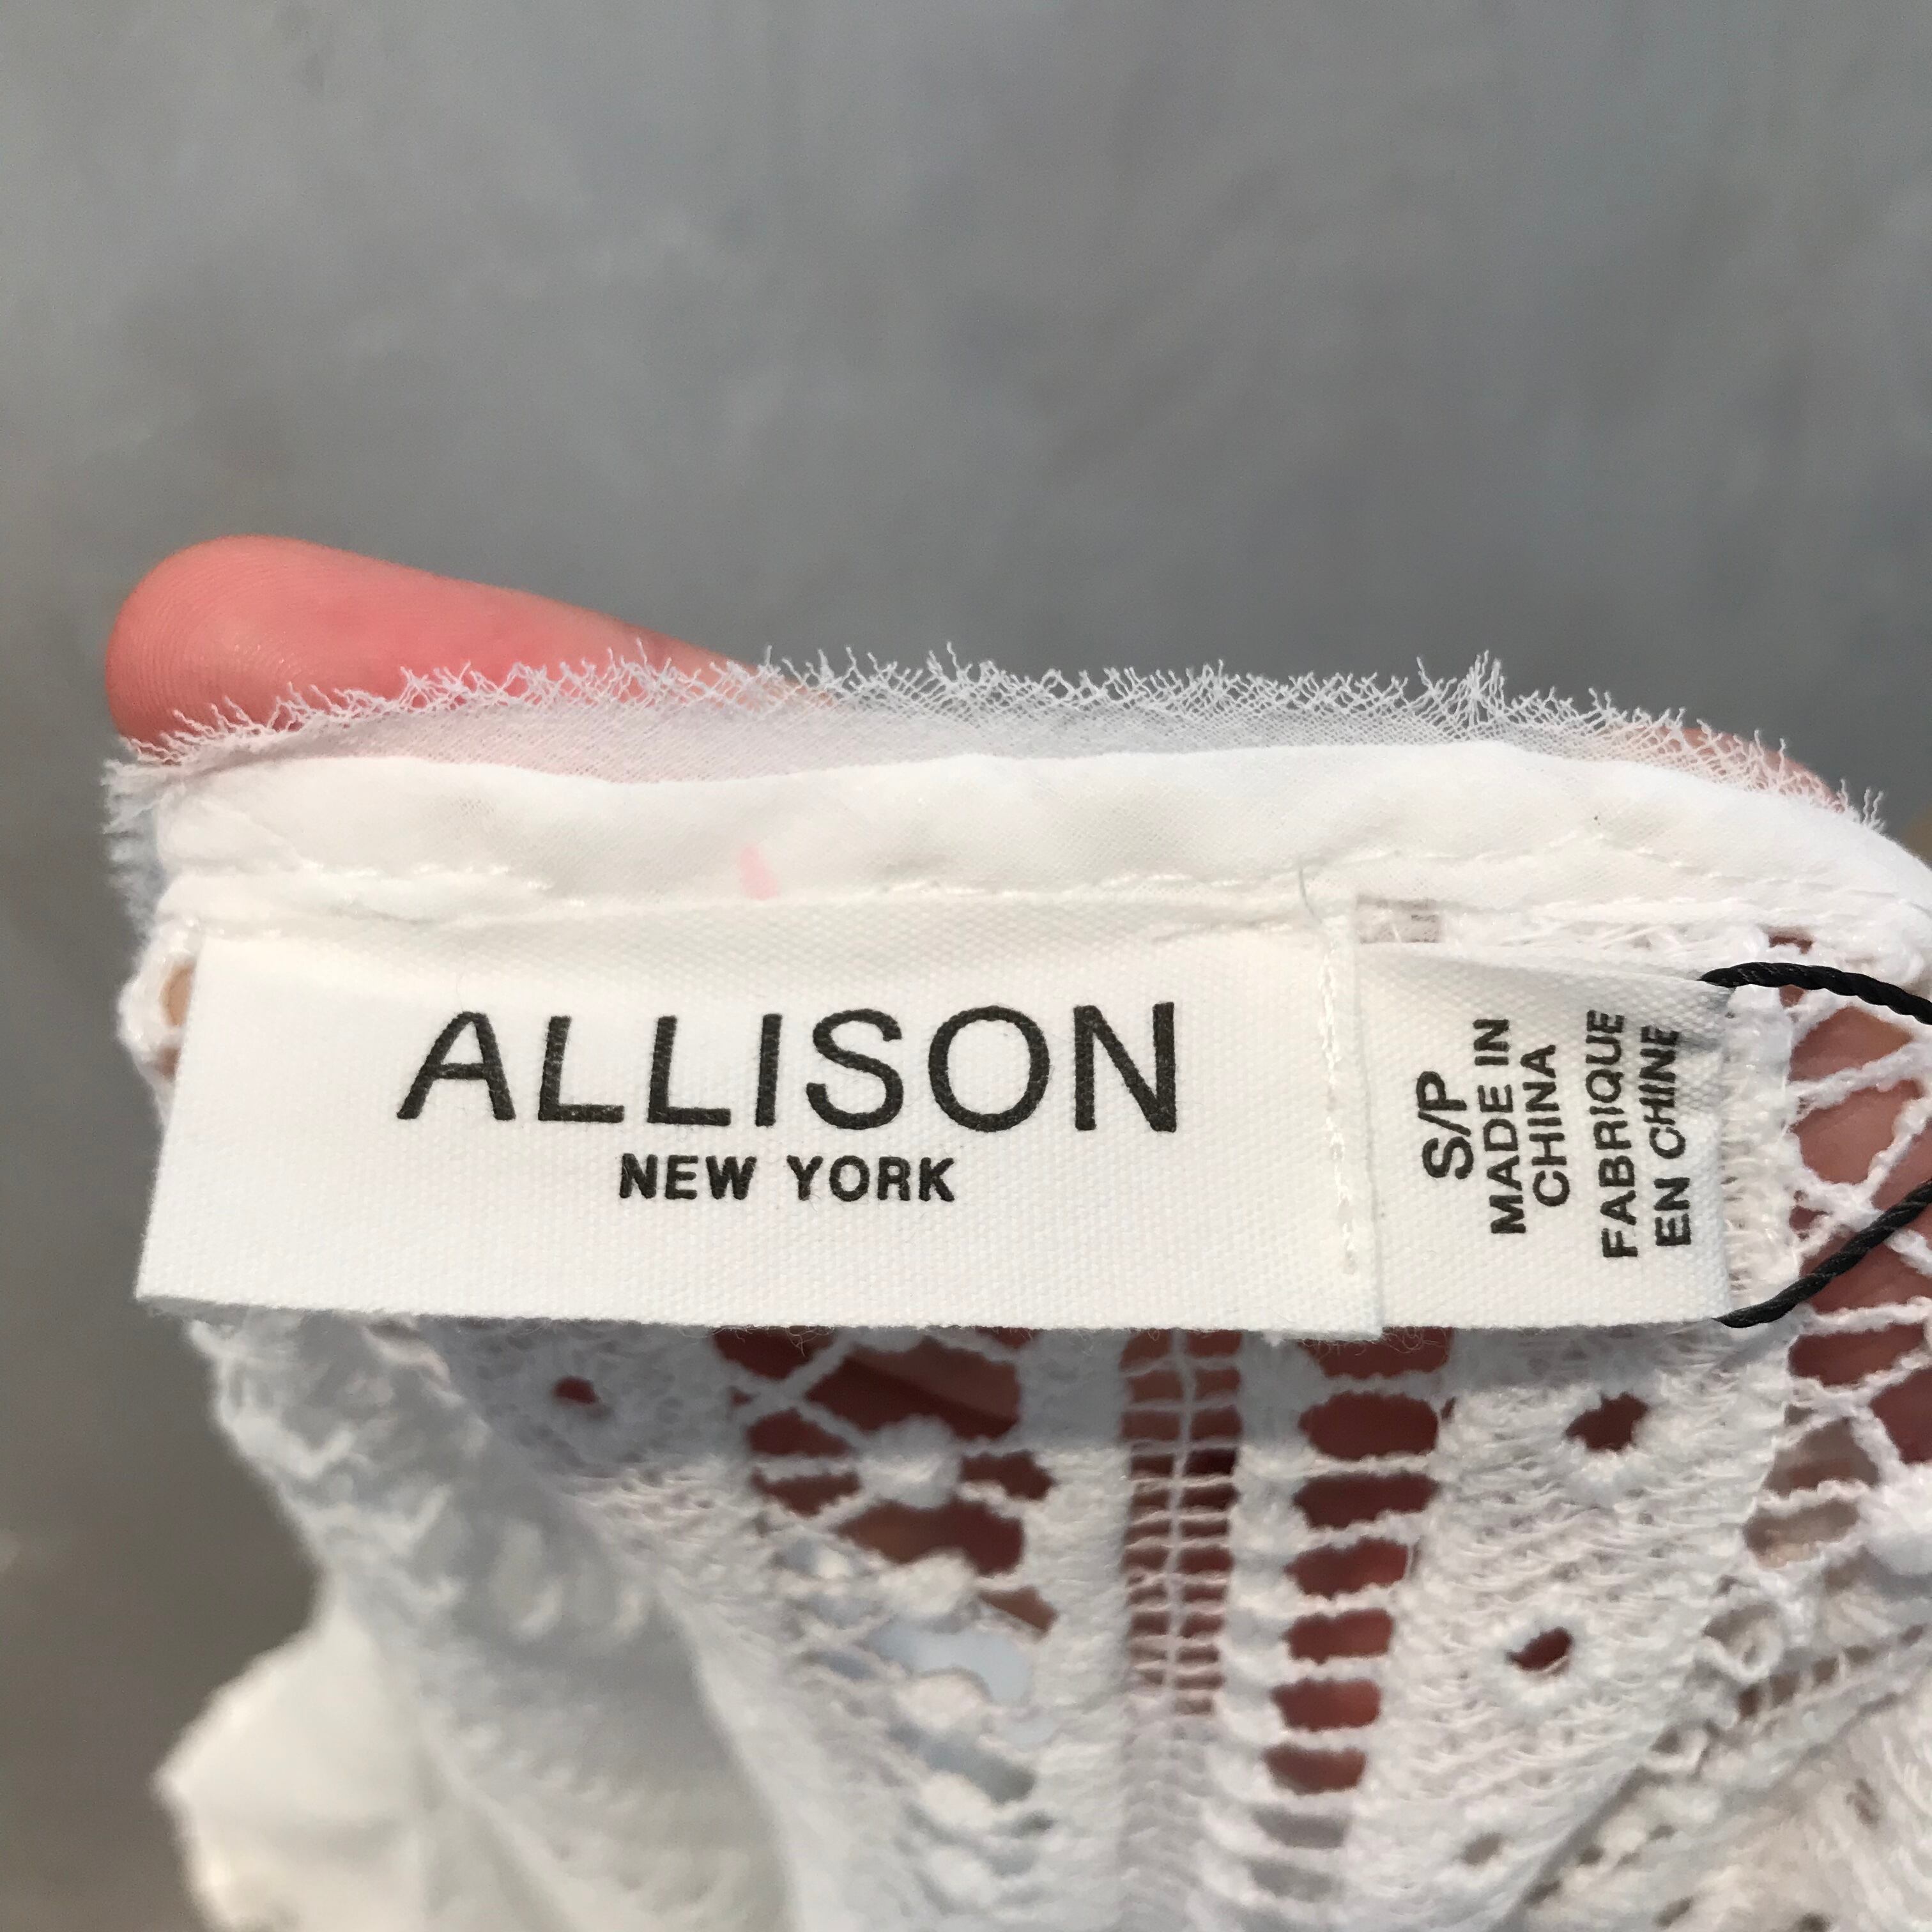 ALLISON
NEW YORK
S/P
MADE IN
CHINA
FABRIQUE
EN CHINE